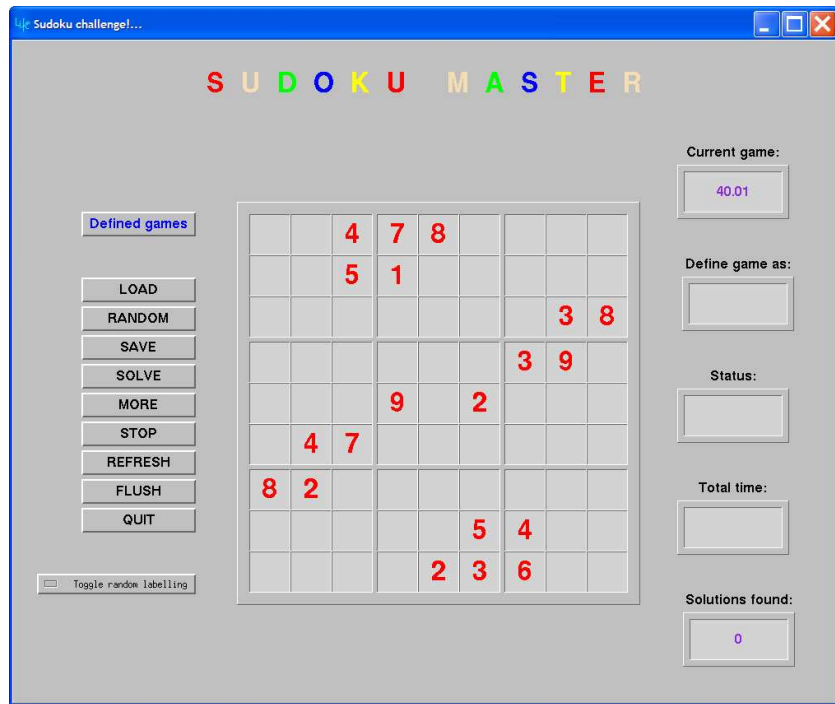 Sudoku challenge!...
SUDOKU MASTER
Current game:
40.01
Defined games
Define game as:
LOAD
RANDOM
SAVE
SOLVE
MORE
STOP
REFRESH
FLUSH
QUIT
Toggle random labelling
4 7 8
5 1
3 8
3 9
9 2
4 7
8 2
5 4
2 3 6
Status:
Total time:
Solutions found:
0